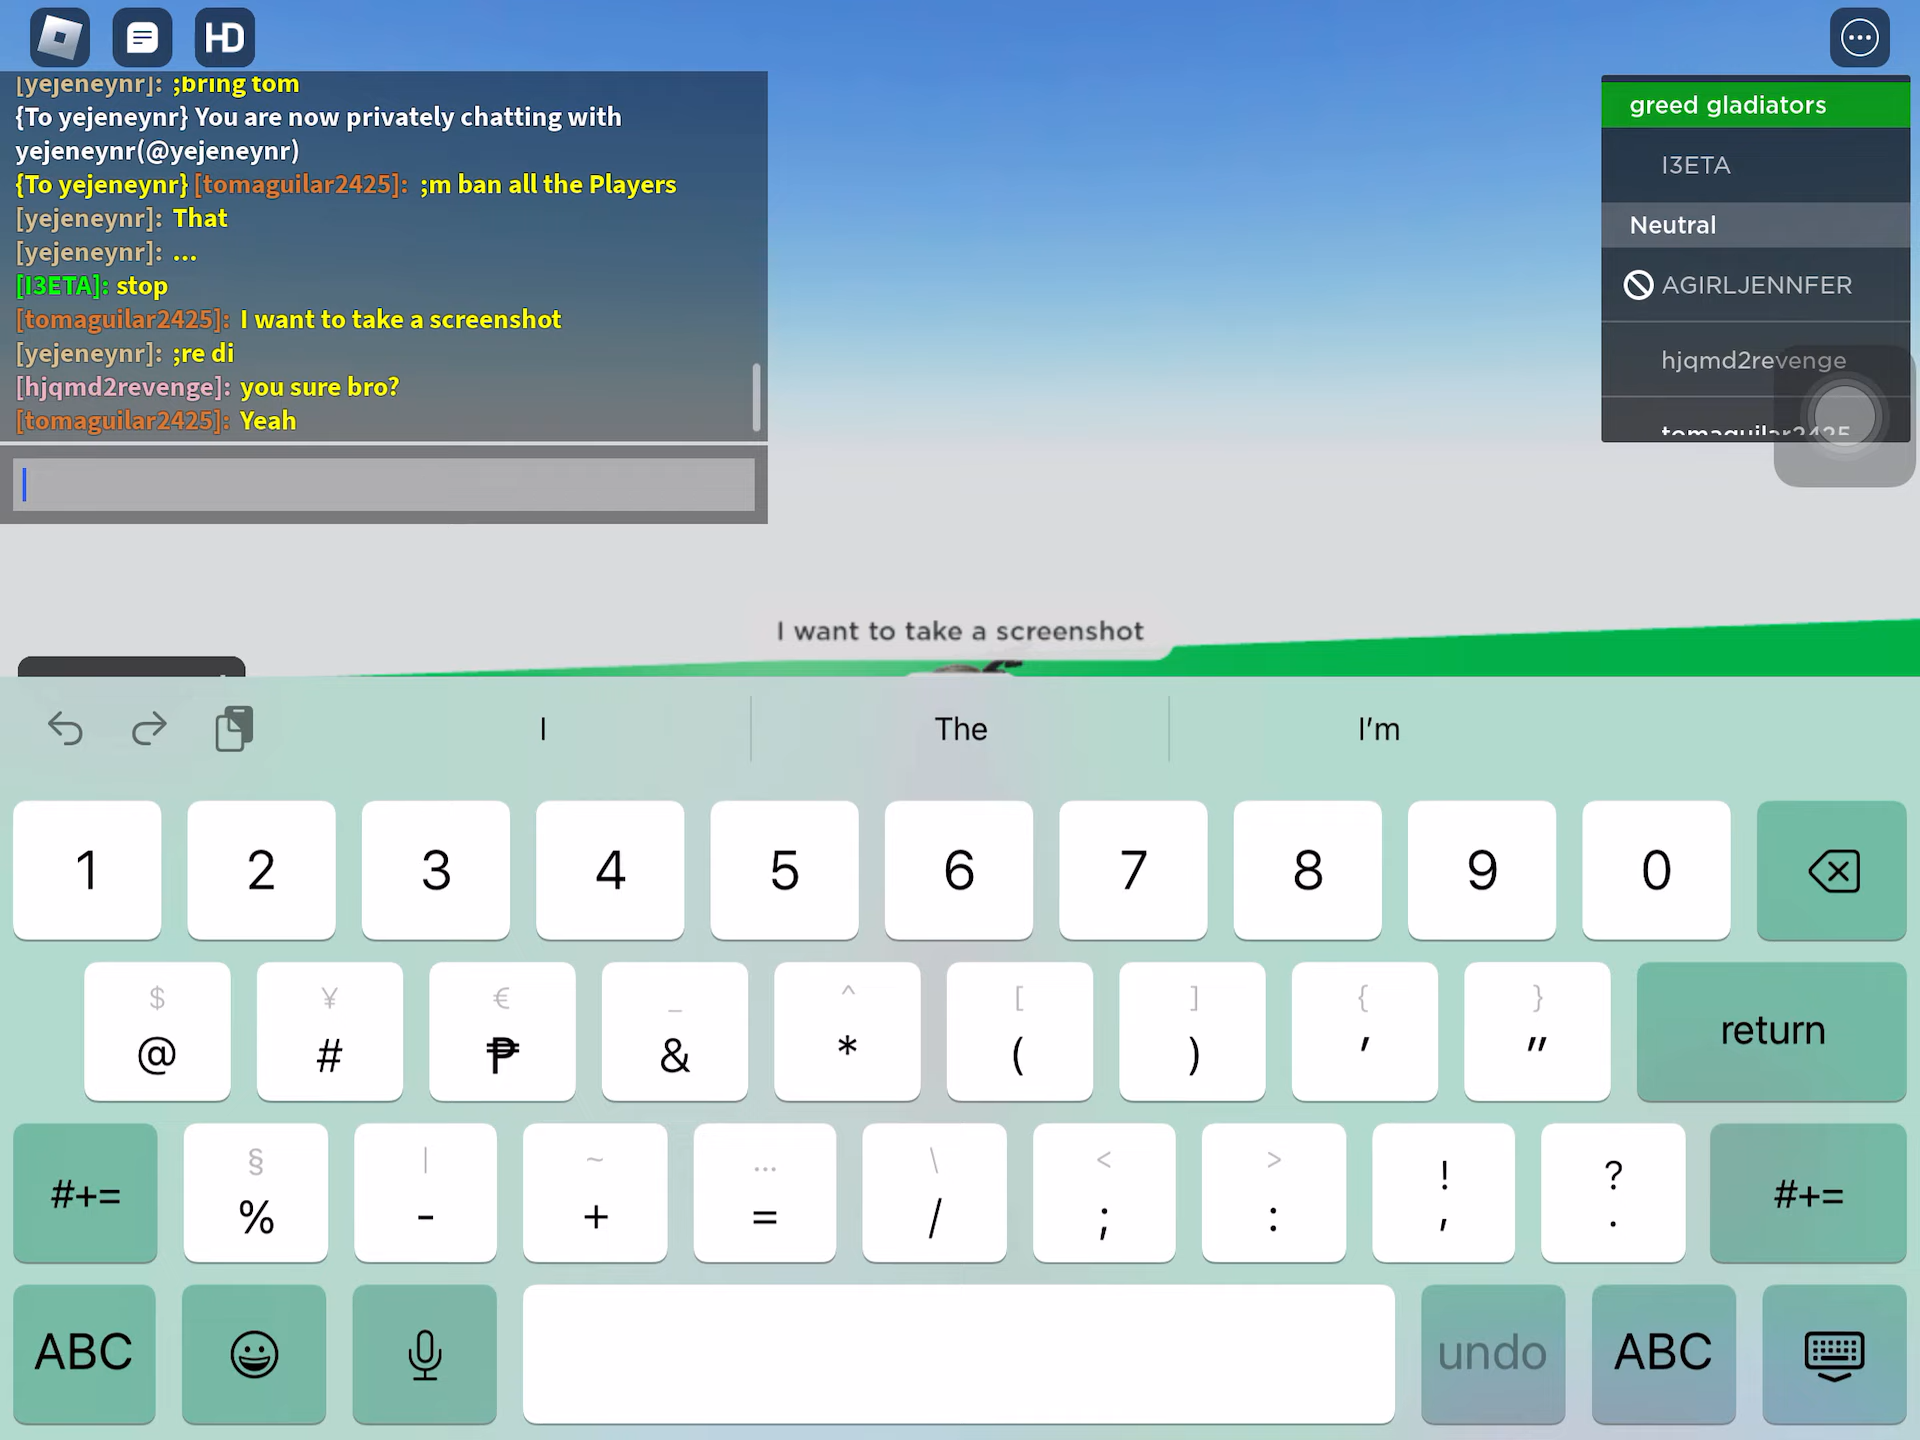 HD
[yejeneynr]: ;bring tom
{To yejeneynr} You are now privately chatting with
yejeneynr(@yejeneynr)
{To yejeneynr} [tomaguilar2425]: ;m ban all the Players
[yejeneynr]: That
[yejeneynr]: ...
[I3ETA]: stop
[tomaguilar2425]: I want to take a screenshot
[yejeneynr]: ;re di
[hjqmd2revenge]: you sure bro?
[tomaguilar2425]: Yeah
greed gladiators
I3ETA
Neutral
AGIRLJENNFER
hjqmd2revenge
tomaguilar2425
I want to take a screenshot
I The I'm
1 2 3 4 5 6 7 8 9 0
$ ¥ € _ ^ [ ] { }
@ # ₱ & * ( ) ' " return
§ | ~ … \ < > ! ?
#+= % - + = / ; : , . #+=
ABC undo ABC